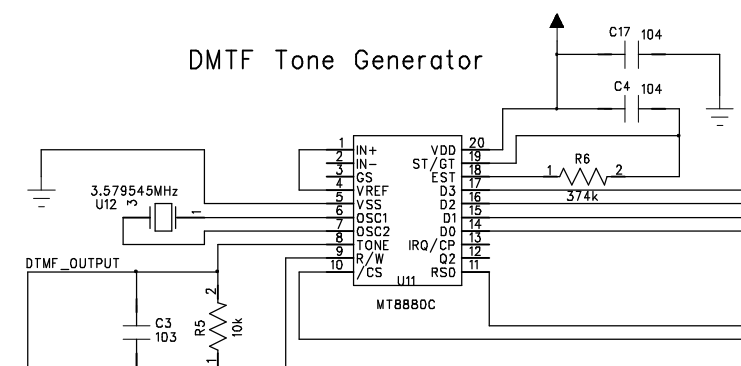 DMTF Tone Generator
C17 104
C4 104
1 IN+ VDD 20
2 IN- ST/GT 19
3 GS EST 18
4 VREF D3 17
5 VSS D2 16
6 OSC1 D1 15
7 OSC2 D0 14
8 TONE IRQ/CP 13
9 R/W Q2 12
10 /CS RS0 11
U11
MT8880C
1 R6 2
374k
3.579545MHz
U12 3 1
DTMF_OUTPUT
C3
103
2
R5 10k
1